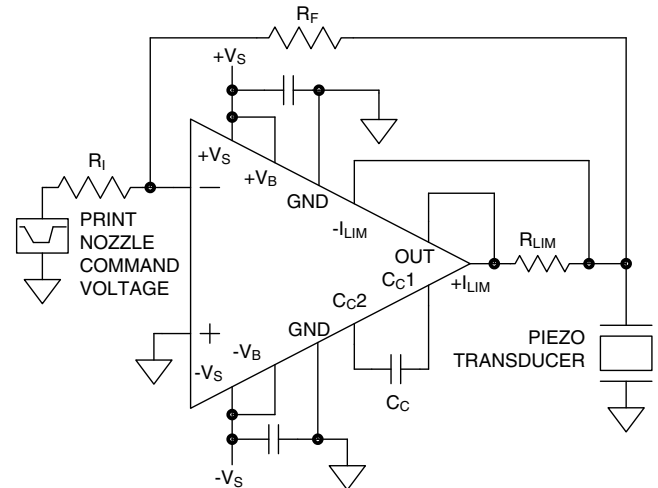 R_F
+V_S
R_I
+V_S
+V_B
GND
-I_LIM
PRINT
NOZZLE
COMMAND
VOLTAGE
OUT
R_LIM
+I_LIM
C_C1
C_C2
GND
-V_B
-V_S
PIEZO
TRANSDUCER
C_C
-V_S